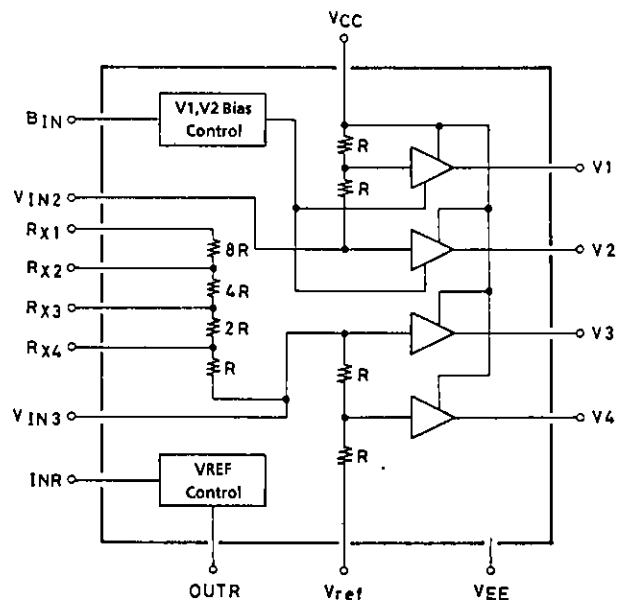 VCC
BIN
V1,V2 Bias
Control
R
V1
R
VIN2
RX1
8R
V2
RX2
4R
RX3
2R
V3
RX4
R
R
VIN3
V4
R
INR
VREF
Control
OUTR
Vref
VEE